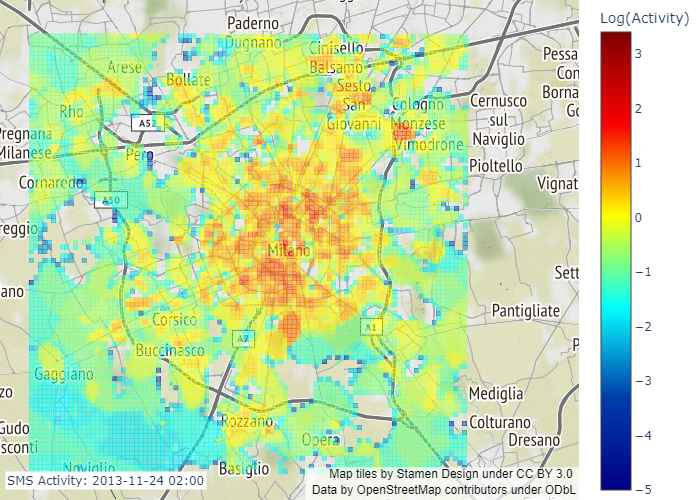 Log(Activity)
3
2
1
0
−1
−2
−3
−4
−5
Paderno
Dugnano
Cinisello
Balsamo
Pessa
Con
Borna
Go
Arese
Bollate
Sesto
San
Giovanni
Cologno
Monzese
Vimodrone
Cernusco
sul
Naviglio
Rho
A52
Pregnana
Milanese
Pero
Pioltello
Cornaredo
A50
Vignat
reggio
Milano
Sett
ano
Pantigliate
Corsico
A7
A1
Buccinasco
P
Gaggiano
zo
Mediglia
Rozzano
Colturano
Gudo
sconti
Opera
Dresano
Noviglio
Basiglio
SMS Activity: 2013-11-24 02:00
Map tiles by Stamen Design under CC BY 3.0
Data by OpenStreetMap contributors under ODbL